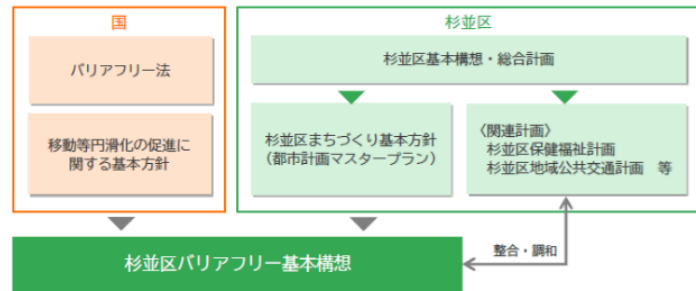 国
バリアフリー法
移動等円滑化の促進に
関する基本方針
杉並区
杉並区基本構想・総合計画
杉並区まちづくり基本方針
（都市計画マスタープラン）
〈関連計画〉
杉並区保健福祉計画
杉並区地域公共交通計画　等
整合・調和
杉並区バリアフリー基本構想